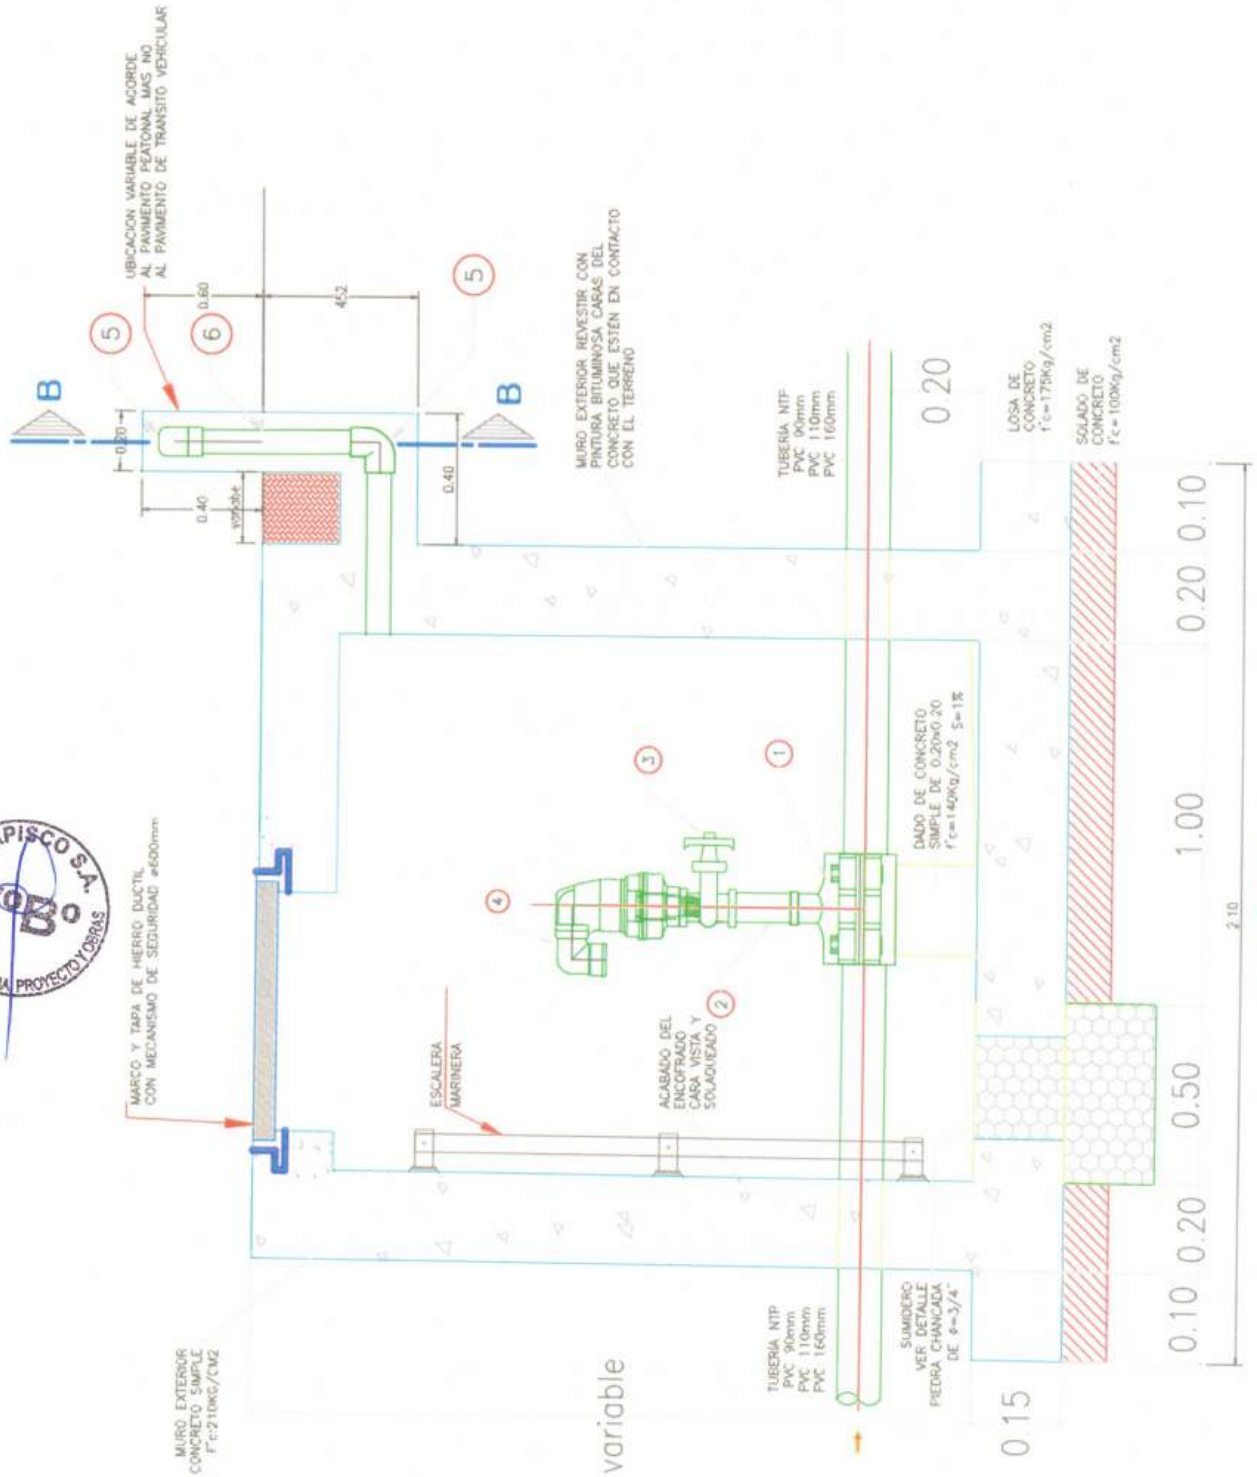 UBICACION VARIABLE DE ACORDE
AL PAVIMENTO PEATONAL MAS NO
AL PAVIMENTO DE TRANSITO VEHICULAR
0.60
452
5
6
5
B
B
0.20
0.40
variable
0.40
MURO EXTERIOR REVESTIR CON
PINTURA BITUMINOSA CARAS DEL
CONCRETO QUE ESTÉN EN CONTACTO
CON EL TERRENO
PISCO S.A.
PROYECTO Y OBRAS
MARCO Y TAPA DE HIERRO DUCTIL
CON MECANISMO DE SEGURIDAD ø600mm
MURO EXTERIOR
CONCRETO SIMPLE
F'c:210KG/CM2
ESCALERA
MARINERA
4
3
2
1
ACABADO DEL
ENCOFRADO
CARA VISTA Y
SOLAQUEADO
TUBERIA NTP
PVC 90mm
PVC 110mm
PVC 160mm
0.20
DADO DE CONCRETO
SIMPLE DE 0.20x0.20
f'c=140Kg/cm2 S=1%
LOSA DE
CONCRETO
f'c=175Kg/cm2
SOLADO DE
CONCRETO
f'c=100Kg/cm2
variable
TUBERIA NTP
PVC 90mm
PVC 110mm
PVC 160mm
SUMIDERO
VER DETALLE
PIEDRA CHANCADA
DE ø=3/4"
0.15
0.10 0.20 0.50 1.00 0.20 0.10
2.10